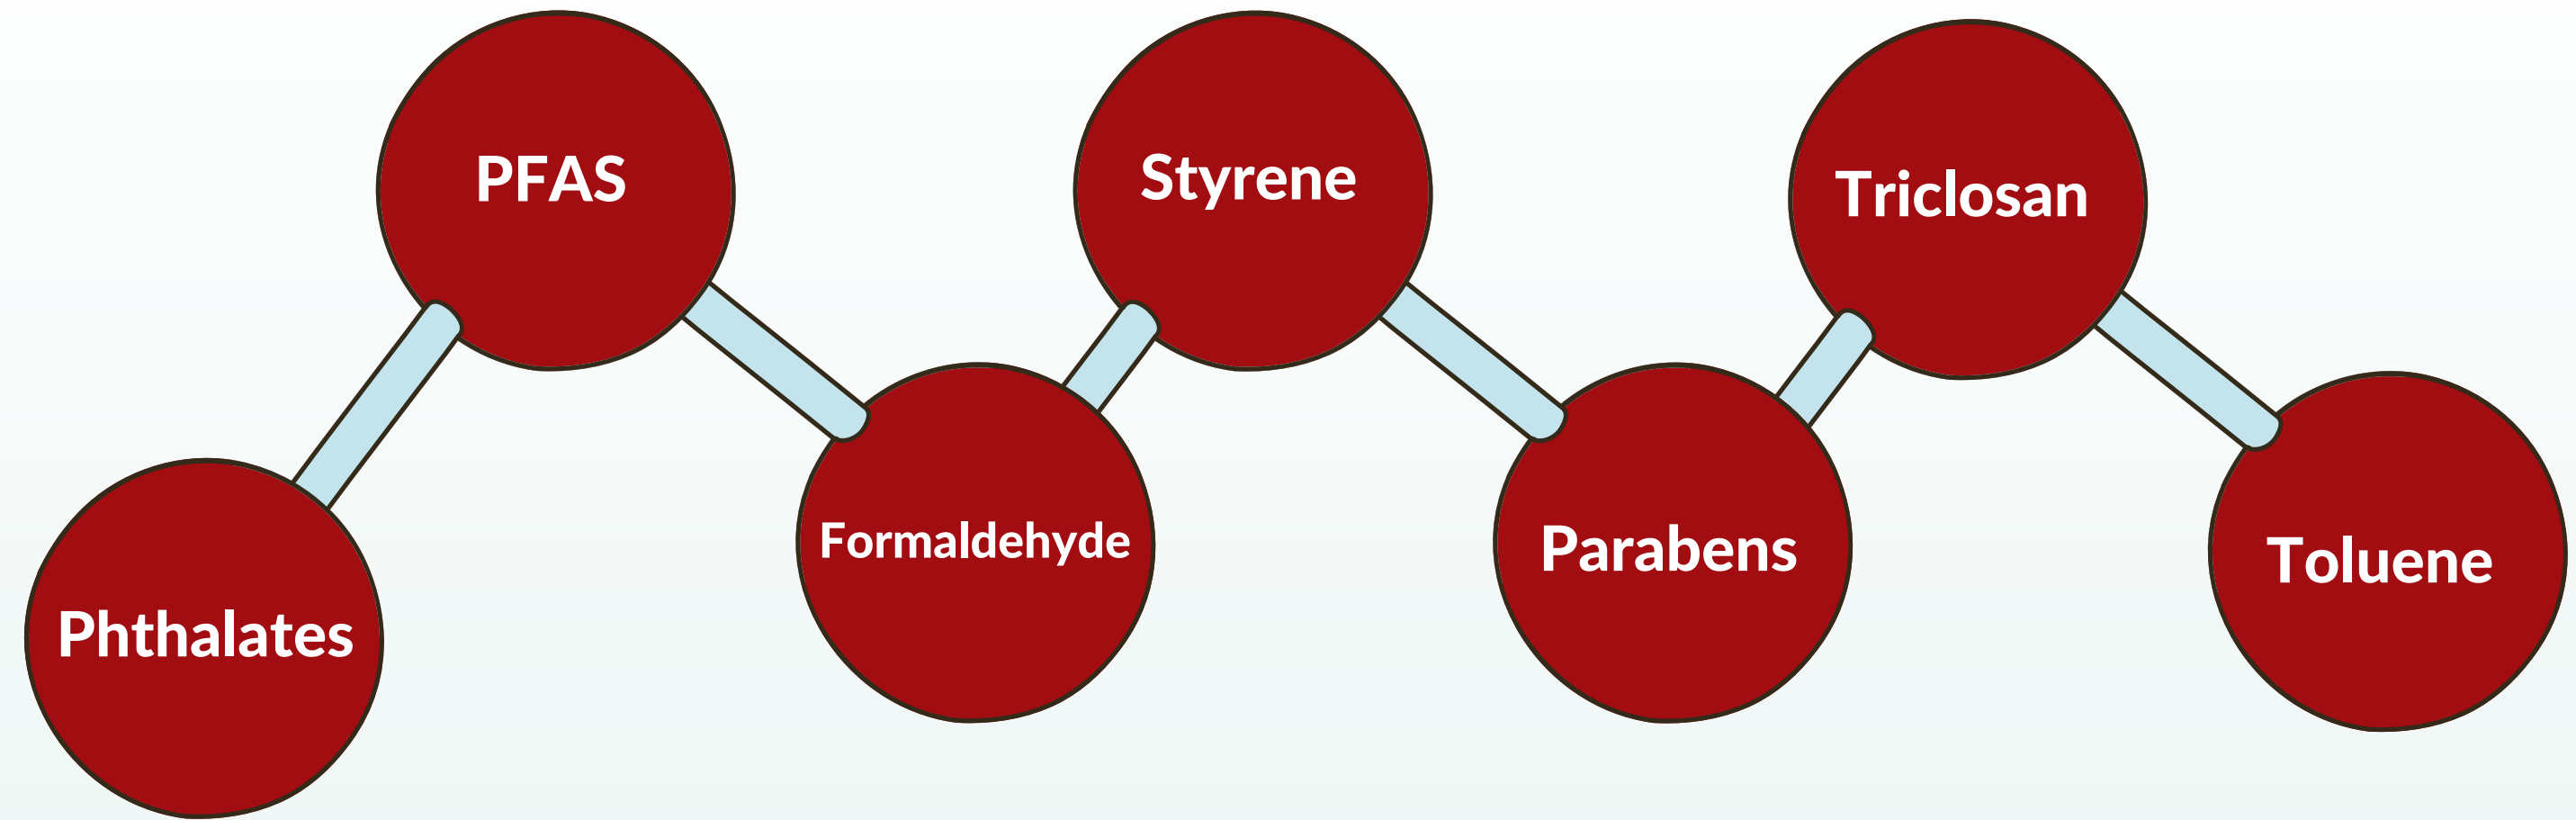 Phthalates
PFAS
Formaldehyde
Styrene
Parabens
Triclosan
Toluene